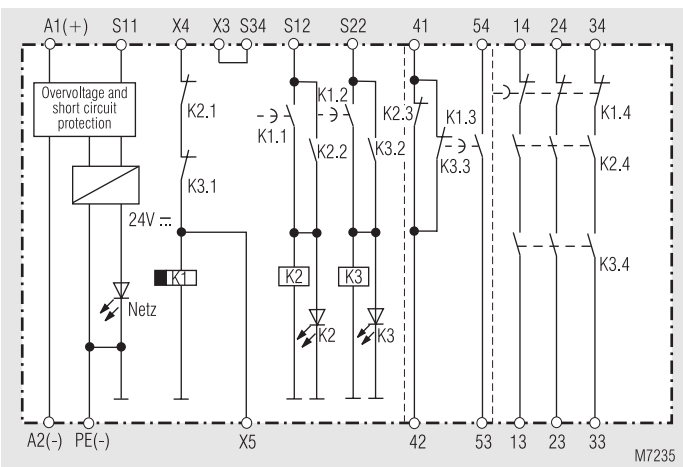 A1(+) S11 X4 X3 S34 S12 S22 41 54 14 24 34
Overvoltage and
short circuit
protection
K2.1
K1.1
K2.2
K1.2
K3.2
K2.3
K1.3
K3.3
K1.4
K2.4
K3.1
24V
K3.4
K1
K2
K3
Netz
K2
K3
A2(-) PE(-) X5 42 53 13 23 33
M7235